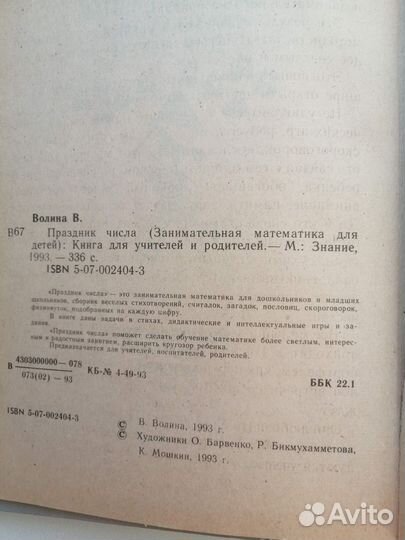 Волина В.
В67 Праздник числа (Занимательная математика для
детей): Книга для учителей и родителей.— М.: Знание,
1993. — 336 с.
ISBN 5-07-002404-3
«Праздник числа» — это занимательная математика для дошкольников и младших
школьников, сборник веселых стихотворений, считалок, загадок, пословиц, скороговорок,
физминуток, подобранных на каждую цифру.
В книге даны задачи в стихах, дидактические и интеллектуальные игры и за-
дания.
«Праздник числа» поможет сделать обучение математике более светлым, интерес-
ным и радостным занятием, расширить кругозор ребенка.
Предназначается для учителей, воспитателей, родителей.
В 4303000000—078
073(02) — 93 КБ-№ 4-49-93
ББК 22.1
ISBN 5-07-002404-3
© В. Волина, 1993 г.
© Художники О. Барвенко, Р. Бикмухамметова,
К. Мошкин, 1993 г.
Avito